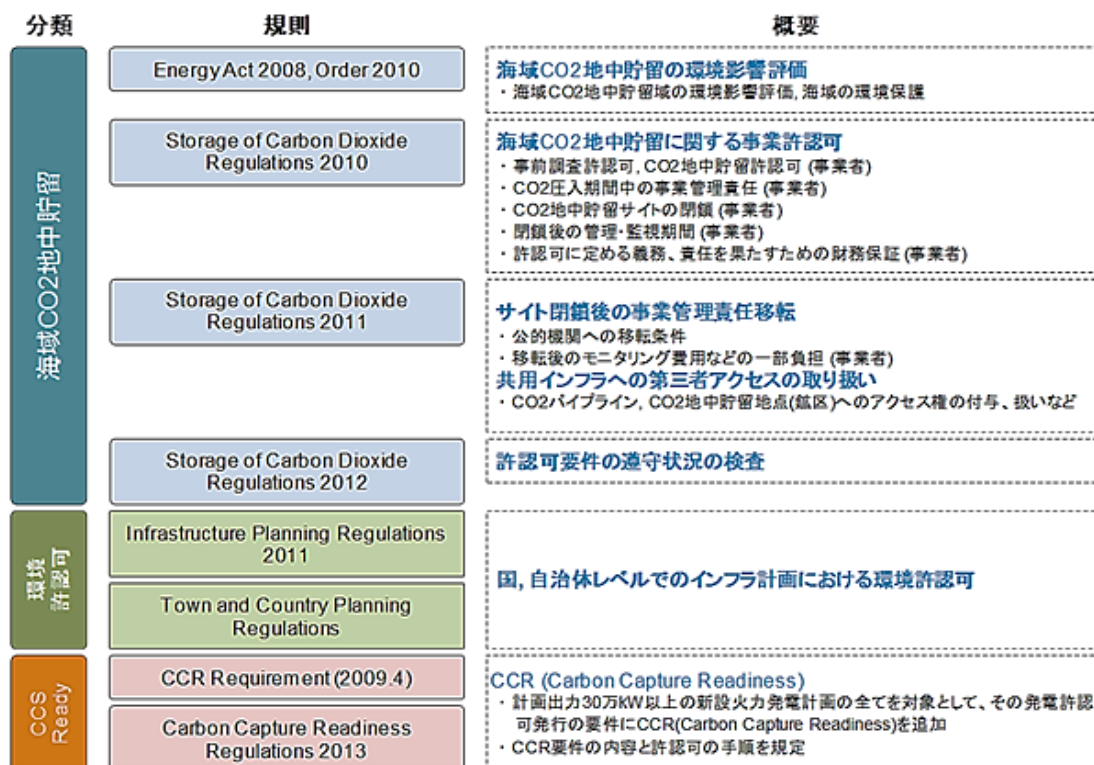 分類
規則
概要
海域CO2地中貯留
Energy Act 2008, Order 2010
海域CO2地中貯留の環境影響評価
・海域CO2地中貯留域の環境影響評価, 海域の環境保護
Storage of Carbon Dioxide
Regulations 2010
海域CO2地中貯留に関する事業許認可
・事前調査許認可, CO2地中貯留許認可 (事業者)
・CO2圧入期間中の事業管理責任 (事業者)
・CO2地中貯留サイトの閉鎖 (事業者)
・閉鎖後の管理・監視期間 (事業者)
・許認可に定める義務、責任を果たすための財務保証 (事業者)
Storage of Carbon Dioxide
Regulations 2011
サイト閉鎖後の事業管理責任移転
・公的機関への移転条件
・移転後のモニタリング費用などの一部負担 (事業者)
共用インフラへの第三者アクセスの取り扱い
・CO2パイプライン, CO2地中貯留地点(鉱区)へのアクセス権の付与、扱いなど
Storage of Carbon Dioxide
Regulations 2012
許認可要件の遵守状況の検査
環境
許認可
Infrastructure Planning Regulations
2011
Town and Country Planning
Regulations
国, 自治体レベルでのインフラ計画における環境許認可
CCS
Ready
CCR Requirement (2009.4)
Carbon Capture Readiness
Regulations 2013
CCR (Carbon Capture Readiness)
・計画出力30万kW以上の新設火力発電計画の全てを対象として、その発電許認
可発行の要件にCCR(Carbon Capture Readiness)を追加
・CCR要件の内容と許認可の手順を規定